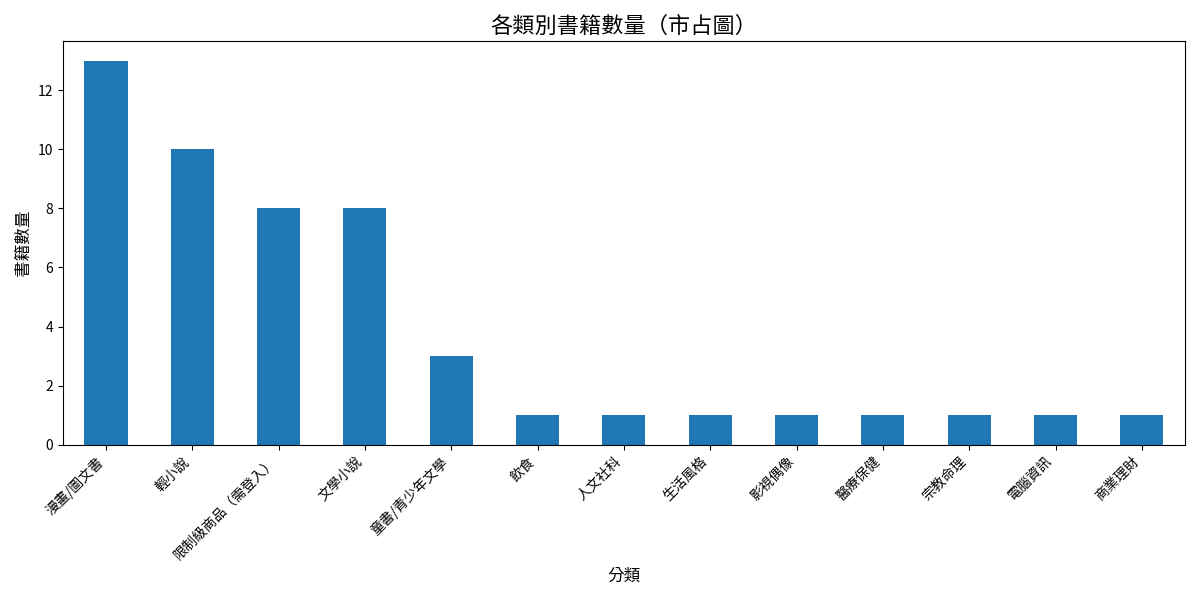 各類別書籍數量（市占圖）
書籍數量
12
10
8
6
4
2
0
漫畫/圖文書
輕小說
限制級商品（需登入）
文學小說
童書/青少年文學
飲食
人文社科
生活風格
影視偶像
醫療保健
宗教命理
電腦資訊
商業理財
分類